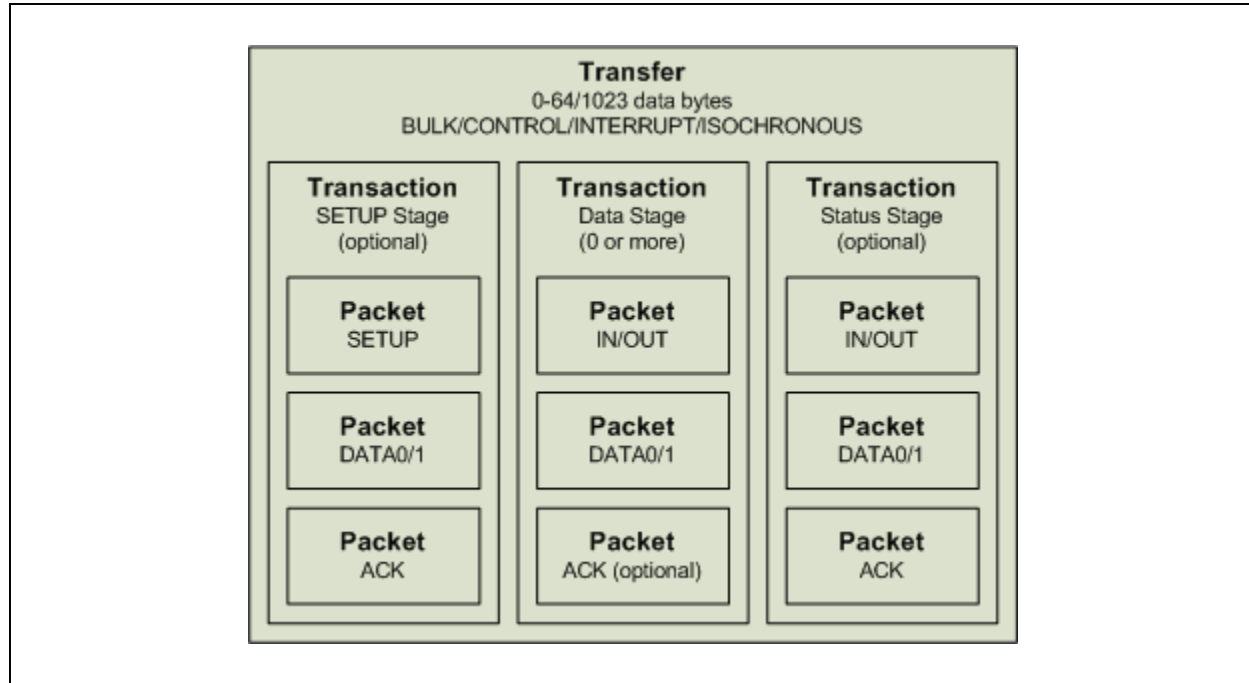 Transfer
0-64/1023 data bytes
BULK/CONTROL/INTERRUPT/ISOCHRONOUS
Transaction
SETUP Stage
(optional)
Packet
SETUP
Packet
DATA0/1
Packet
ACK
Transaction
Data Stage
(0 or more)
Packet
IN/OUT
Packet
DATA0/1
Packet
ACK (optional)
Transaction
Status Stage
(optional)
Packet
IN/OUT
Packet
DATA0/1
Packet
ACK